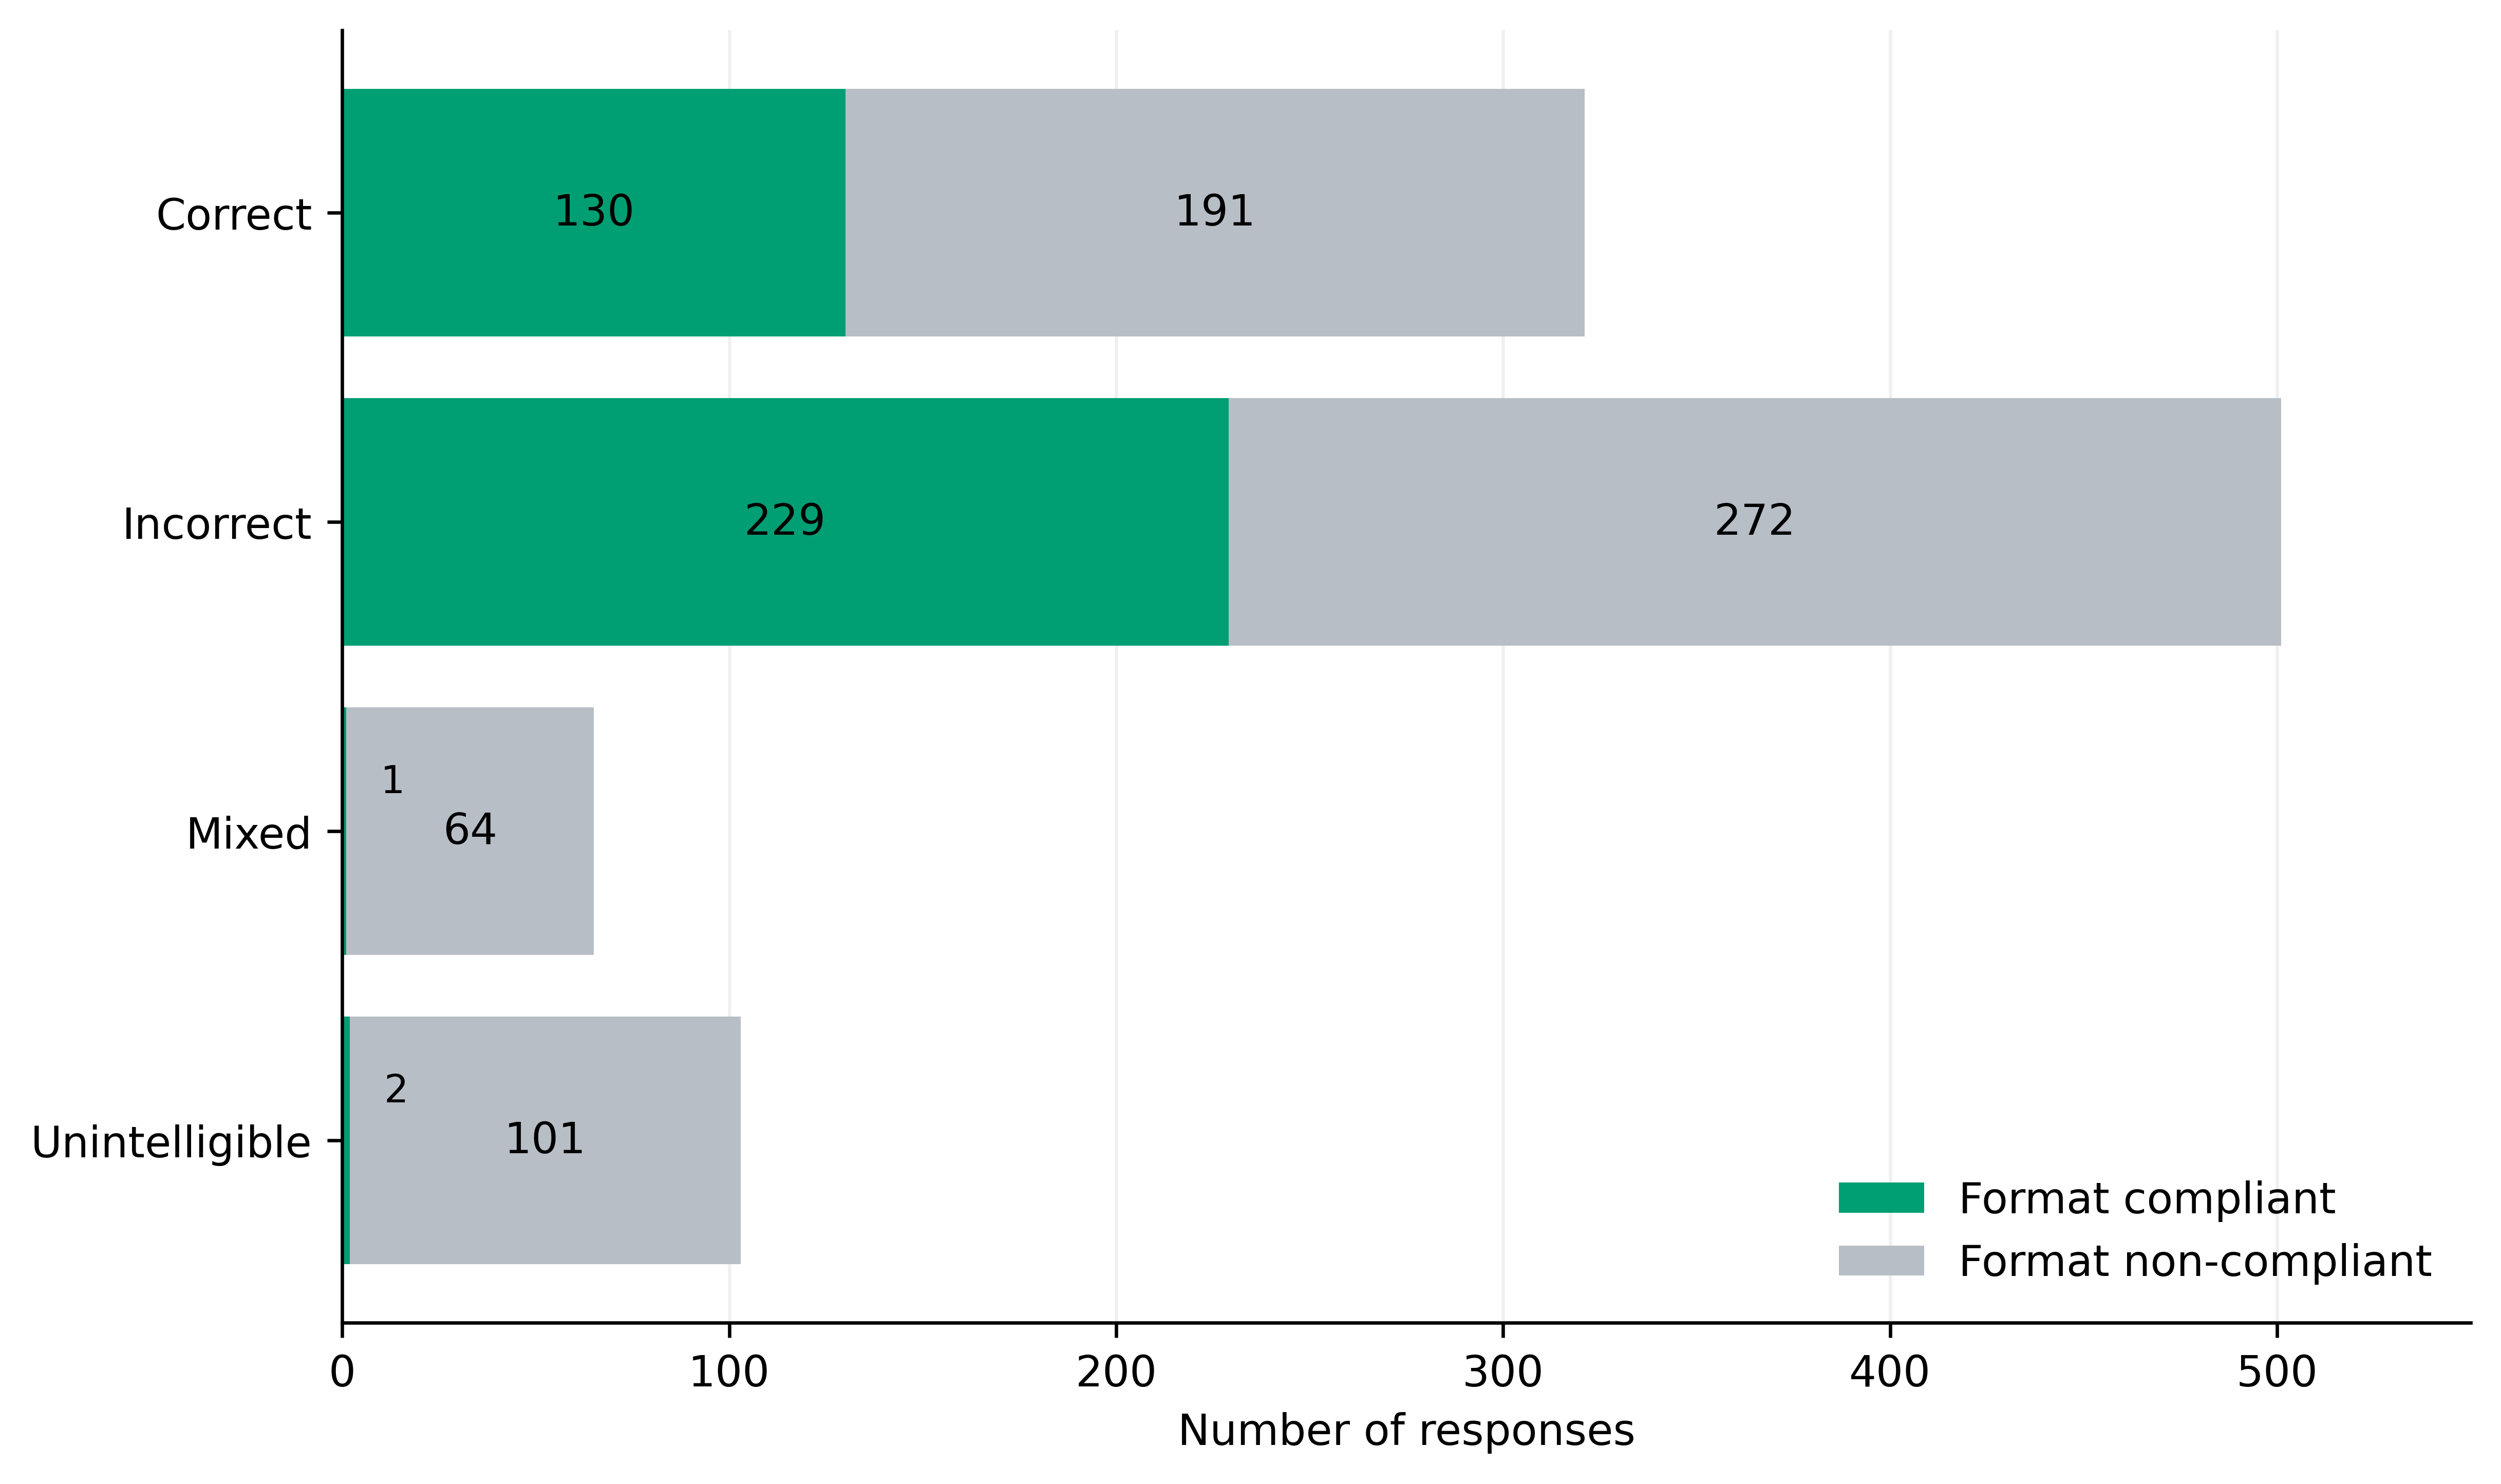 Correct
130
191
Incorrect
229
272
Mixed
1
64
Unintelligible
2
101
Format compliant
Format non-compliant
0 100 200 300 400 500
Number of responses